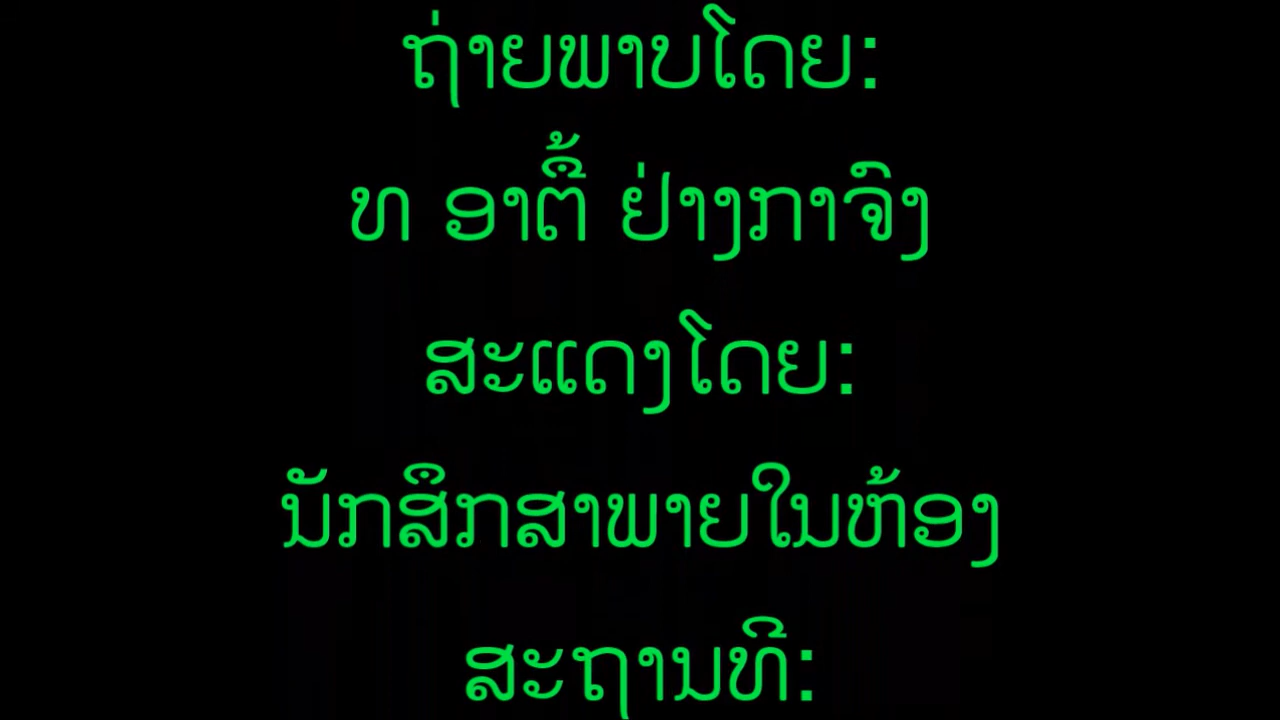 ຖ່າຍພາບໂດຍ:
ທ ອາຕື້ ຢ່າງກາຈົງ
ສະແດງໂດຍ:
ນັກສຶກສາພາຍໃນຫ້ອງ
ສະຖານທີ: